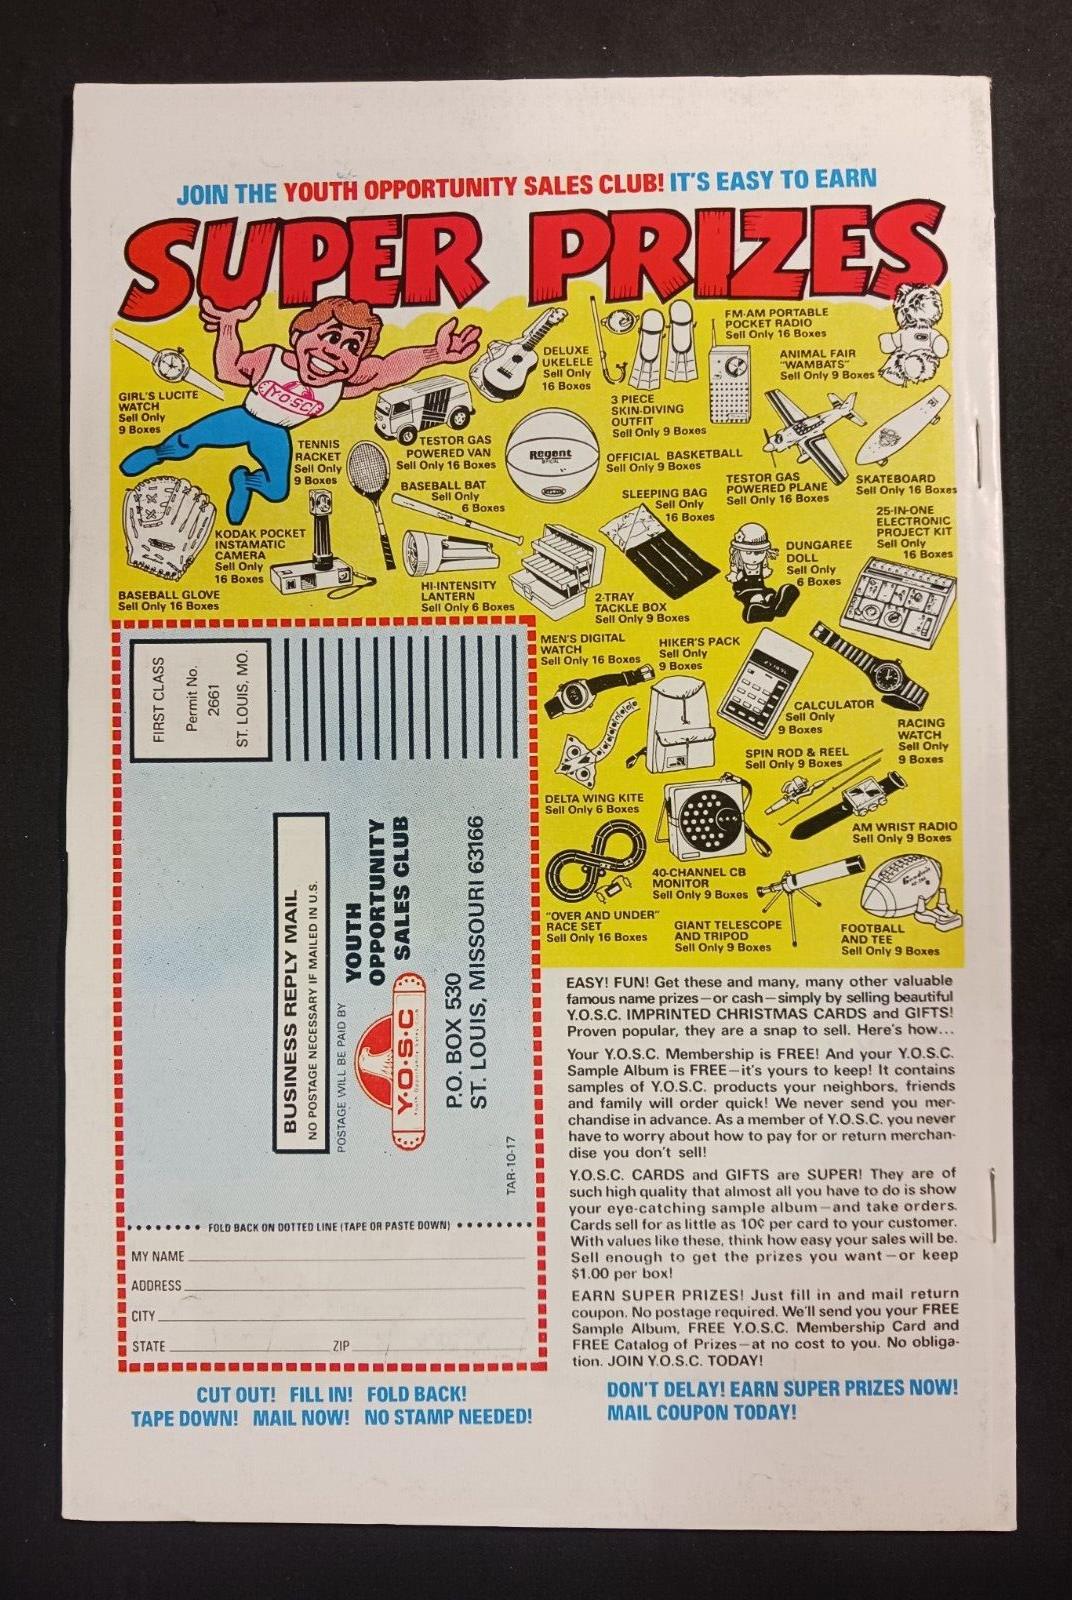 JOIN THE YOUTH OPPORTUNITY SALES CLUB! IT'S EASY TO EARN
SUPER PRIZES
Y.O.S.C.
GIRL'S LUCITE
WATCH
Sell Only
9 Boxes
TENNIS
RACKET
Sell Only
9 Boxes
TESTOR GAS
POWERED VAN
Sell Only 16 Boxes
DELUXE
UKELELE
Sell Only
16 Boxes
3 PIECE
SKIN-DIVING
OUTFIT
Sell Only 9 Boxes
FM-AM PORTABLE
POCKET RADIO
Sell Only 16 Boxes
ANIMAL FAIR
"WAMBATS"
Sell Only 9 Boxes
Regent
OFFICIAL BASKETBALL
Sell Only 9 Boxes
TESTOR GAS
POWERED PLANE
Sell Only 16 Boxes
SKATEBOARD
Sell Only 16 Boxes
BASEBALL BAT
Sell Only
6 Boxes
SLEEPING BAG
Sell Only
16 Boxes
25-IN-ONE
ELECTRONIC
PROJECT KIT
Sell Only
16 Boxes
KODAK POCKET
INSTAMATIC
CAMERA
Sell Only
16 Boxes
BASEBALL GLOVE
Sell Only 16 Boxes
HI-INTENSITY
LANTERN
Sell Only 6 Boxes
2-TRAY
TACKLE BOX
Sell Only 9 Boxes
DUNGAREE
DOLL
Sell Only
6 Boxes
MEN'S DIGITAL
WATCH
Sell Only 16 Boxes
HIKER'S PACK
Sell Only
9 Boxes
CALCULATOR
Sell Only
9 Boxes
RACING
WATCH
Sell Only
9 Boxes
SPIN ROD & REEL
Sell Only 9 Boxes
DELTA WING KITE
Sell Only 6 Boxes
AM WRIST RADIO
Sell Only 9 Boxes
40-CHANNEL CB
MONITOR
Sell Only 9 Boxes
"OVER AND UNDER"
RACE SET
Sell Only 16 Boxes
GIANT TELESCOPE
AND TRIPOD
Sell Only 9 Boxes
FOOTBALL
AND TEE
Sell Only 9 Boxes
FIRST CLASS
Permit No.
2661
ST. LOUIS, MO.
BUSINESS REPLY MAIL
NO POSTAGE NECESSARY IF MAILED IN U.S.
POSTAGE WILL BE PAID BY
Y·O·S·C
YOUTH
OPPORTUNITY
SALES CLUB
P.O. BOX 530
ST. LOUIS, MISSOURI 63166
TAR-10-17
FOLD BACK ON DOTTED LINE (TAPE OR PASTE DOWN)
MY NAME
ADDRESS
CITY
STATE ZIP
CUT OUT! FILL IN! FOLD BACK!
TAPE DOWN! MAIL NOW! NO STAMP NEEDED!
EASY! FUN! Get these and many, many other valuable
famous name prizes—or cash—simply by selling beautiful
Y.O.S.C. IMPRINTED CHRISTMAS CARDS and GIFTS!
Proven popular, they are a snap to sell. Here's how...
Your Y.O.S.C. Membership is FREE! And your Y.O.S.C.
Sample Album is FREE—it's yours to keep! It contains
samples of Y.O.S.C. products your neighbors, friends
and family will order quick! We never send you mer-
chandise in advance. As a member of Y.O.S.C. you never
have to worry about how to pay for or return merchan-
dise you don't sell!
Y.O.S.C. CARDS and GIFTS are SUPER! They are of
such high quality that almost all you have to do is show
your eye-catching sample album—and take orders.
Cards sell for as little as 10¢ per card to your customer.
With values like these, think how easy your sales will be.
Sell enough to get the prizes you want—or keep
$1.00 per box!
EARN SUPER PRIZES! Just fill in and mail return
coupon. No postage required. We'll send you your FREE
Sample Album, FREE Y.O.S.C. Membership Card and
FREE Catalog of Prizes—at no cost to you. No obliga-
tion. JOIN Y.O.S.C. TODAY!
DON'T DELAY! EARN SUPER PRIZES NOW!
MAIL COUPON TODAY!